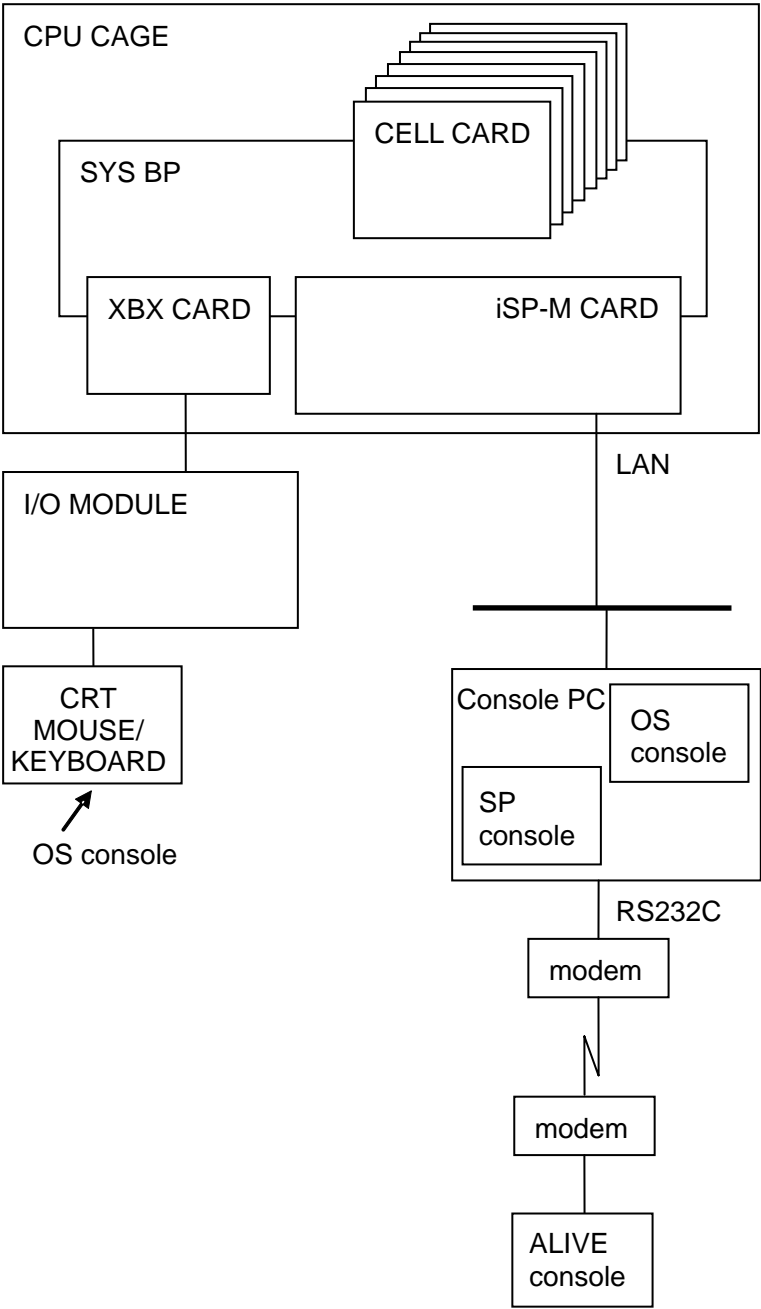 CPU CAGE
CELL CARD
SYS BP
XBX CARD
iSP-M CARD
LAN
I/O MODULE
CRT
MOUSE/
KEYBOARD
OS console
Console PC
OS
console
SP
console
RS232C
modem
modem
ALIVE
console